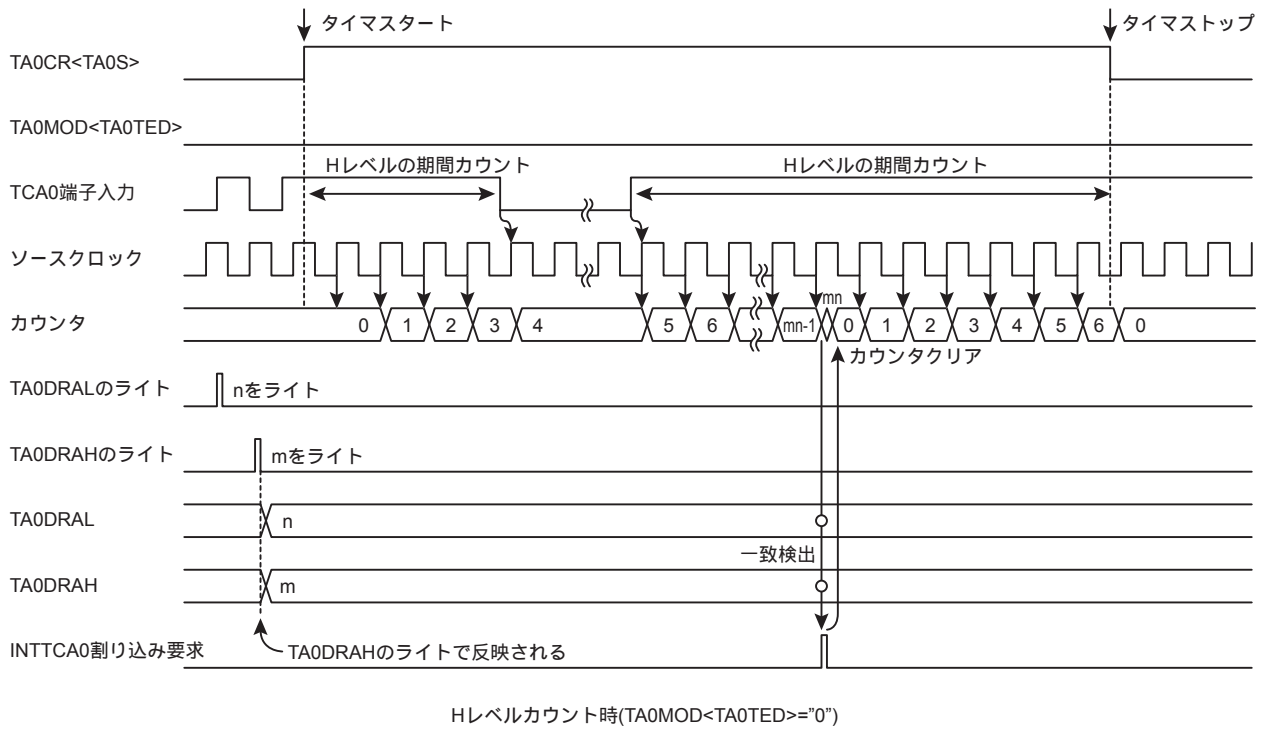 タイマスタート
タイマストップ
TA0CR<TA0S>
TA0MOD<TA0TED>
Hレベルの期間カウント
Hレベルの期間カウント
TCA0端子入力
ソースクロック
mn
カウンタ
0 1 2 3 4 5 6 mn-1 0 1 2 3 4 5 6 0
カウンタクリア
TA0DRALのライト
nをライト
TA0DRAHのライト
mをライト
TA0DRAL
n
一致検出
TA0DRAH
m
INTTCA0割り込み要求
TA0DRAHのライトで反映される
Hレベルカウント時(TA0MOD<TA0TED>=”0”)